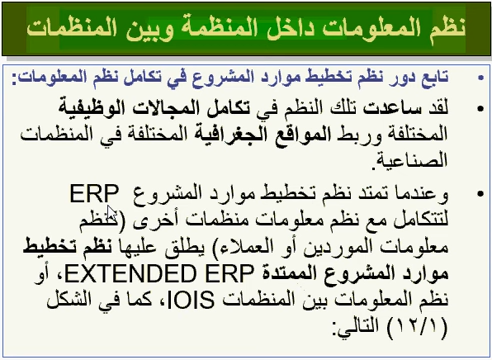 نظم المعلومات داخل المنظمة وبين المنظمات
• تابع دور نظم تخطيط موارد المشروع في تكامل نظم المعلومات:
• لقد ساعدت تلك النظم في تكامل المجالات الوظيفية
المختلفة وربط المواقع الجغرافية المختلفة في المنظمات
الصناعية.
• وعندما تمتد نظم تخطيط موارد المشروع ERP
لتتكامل مع نظم معلومات منظمات أخرى (كنظم
معلومات الموردين أو العملاء) يطلق عليها نظم تخطيط
موارد المشروع الممتدة EXTENDED ERP، أو
نظم المعلومات بين المنظمات IOIS، كما في الشكل
(١٢/١) التالي: